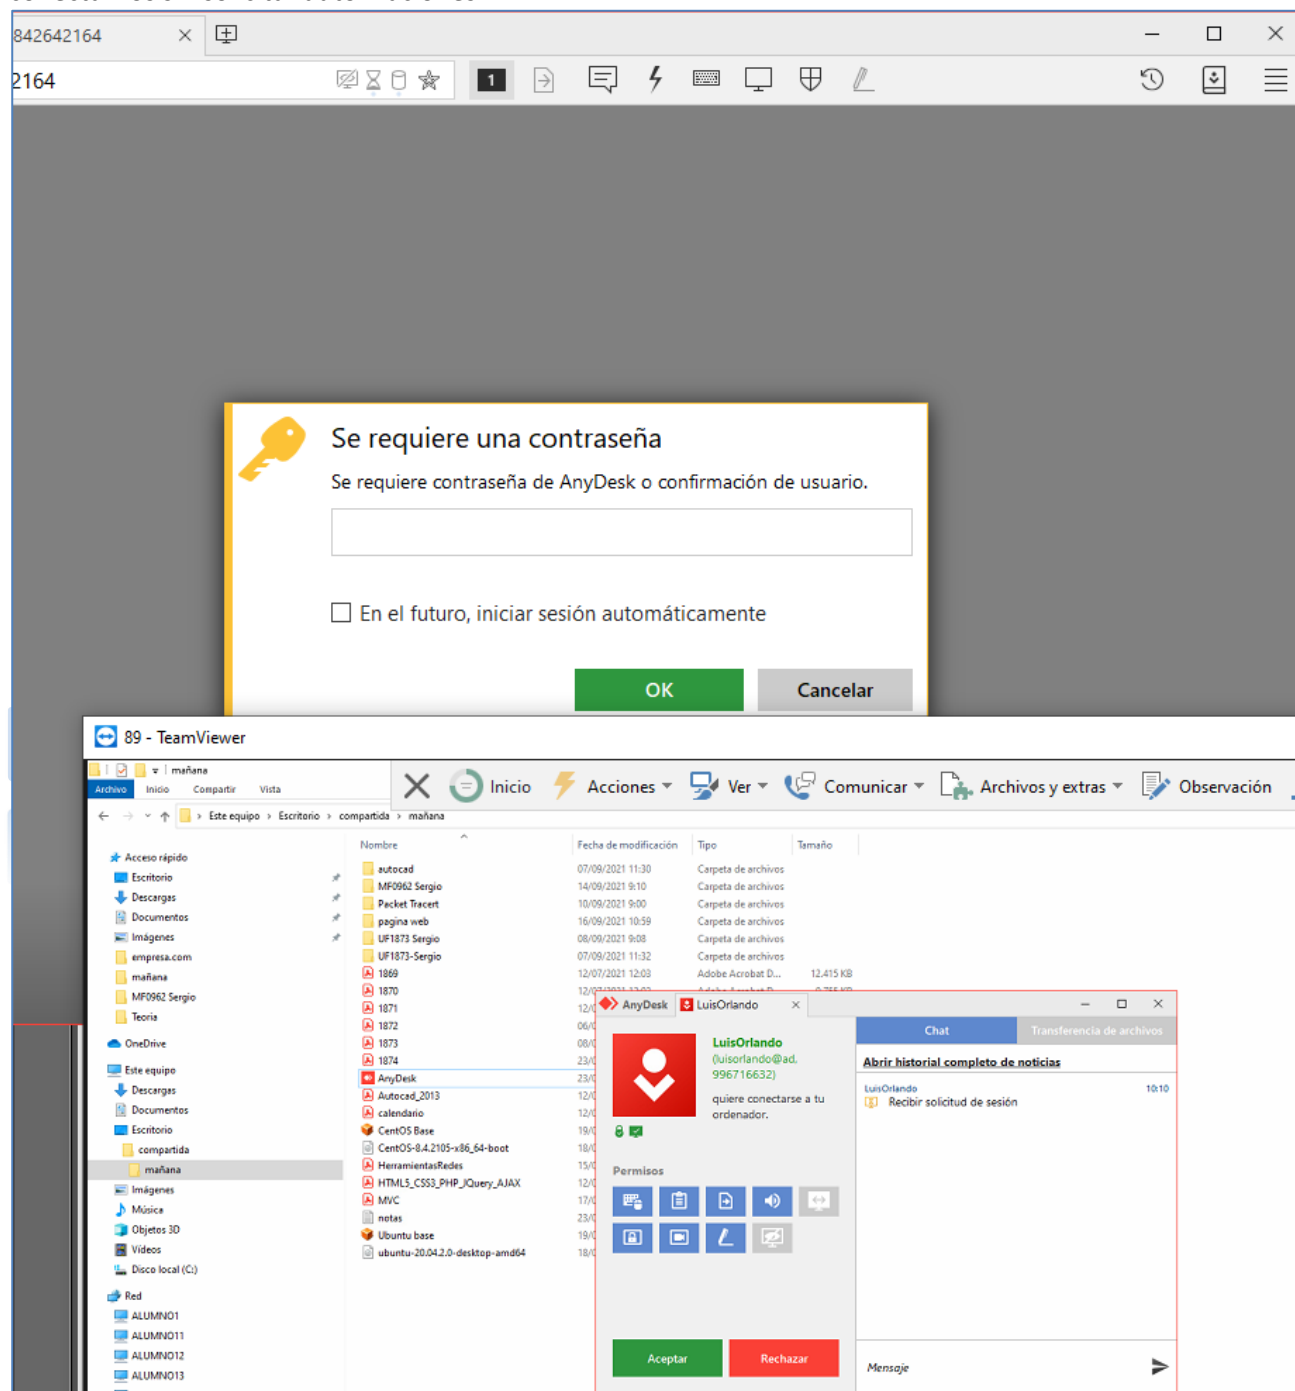 842642164
2164
1
Se requiere una contraseña
Se requiere contraseña de AnyDesk o confirmación de usuario.
En el futuro, iniciar sesión automáticamente
OK
Cancelar
89 - TeamViewer
mañana
Archivo Inicio Compartir Vista
Inicio Acciones Ver Comunicar Archivos y extras Observación
Este equipo > Escritorio > compartida > mañana
Nombre Fecha de modificación Tipo Tamaño
Acceso rápido
Escritorio
Descargas
Documentos
Imágenes
empresa.com
mañana
MF0962 Sergio
Teoria
OneDrive
Este equipo
Descargas
Documentos
Escritorio
compartida
mañana
Imágenes
Música
Objetos 3D
Vídeos
Disco local (C:)
Red
ALUMNO1
ALUMNO11
ALUMNO12
ALUMNO13
autocad 07/09/2021 11:30 Carpeta de archivos
MF0962 Sergio 14/09/2021 9:10 Carpeta de archivos
Packet Tracert 10/09/2021 9:00 Carpeta de archivos
pagina web 16/09/2021 10:59 Carpeta de archivos
UF1873 Sergio 08/09/2021 9:08 Carpeta de archivos
UF1873-Sergio 07/09/2021 11:32 Carpeta de archivos
1869 12/07/2021 12:03 Adobe Acrobat D... 12.415 KB
1870
1871
1872
1873
1874
AnyDesk
Autocad_2013
calendario
CentOS Base
CentOS-8.4.2105-x86_64-boot
HerramientasRedes
HTML5_CSS3_PHP_JQuery_AJAX
MVC
notas
Ubuntu base
ubuntu-20.04.2.0-desktop-amd64
AnyDesk LuisOrlando
LuisOrlando
(luisorlando@ad,
996716632)
quiere conectarse a tu
ordenador.
Permisos
Aceptar
Rechazar
Chat
Transferencia de archivos
Abrir historial completo de noticias
LuisOrlando 10:10
Recibir solicitud de sesión
Mensaje